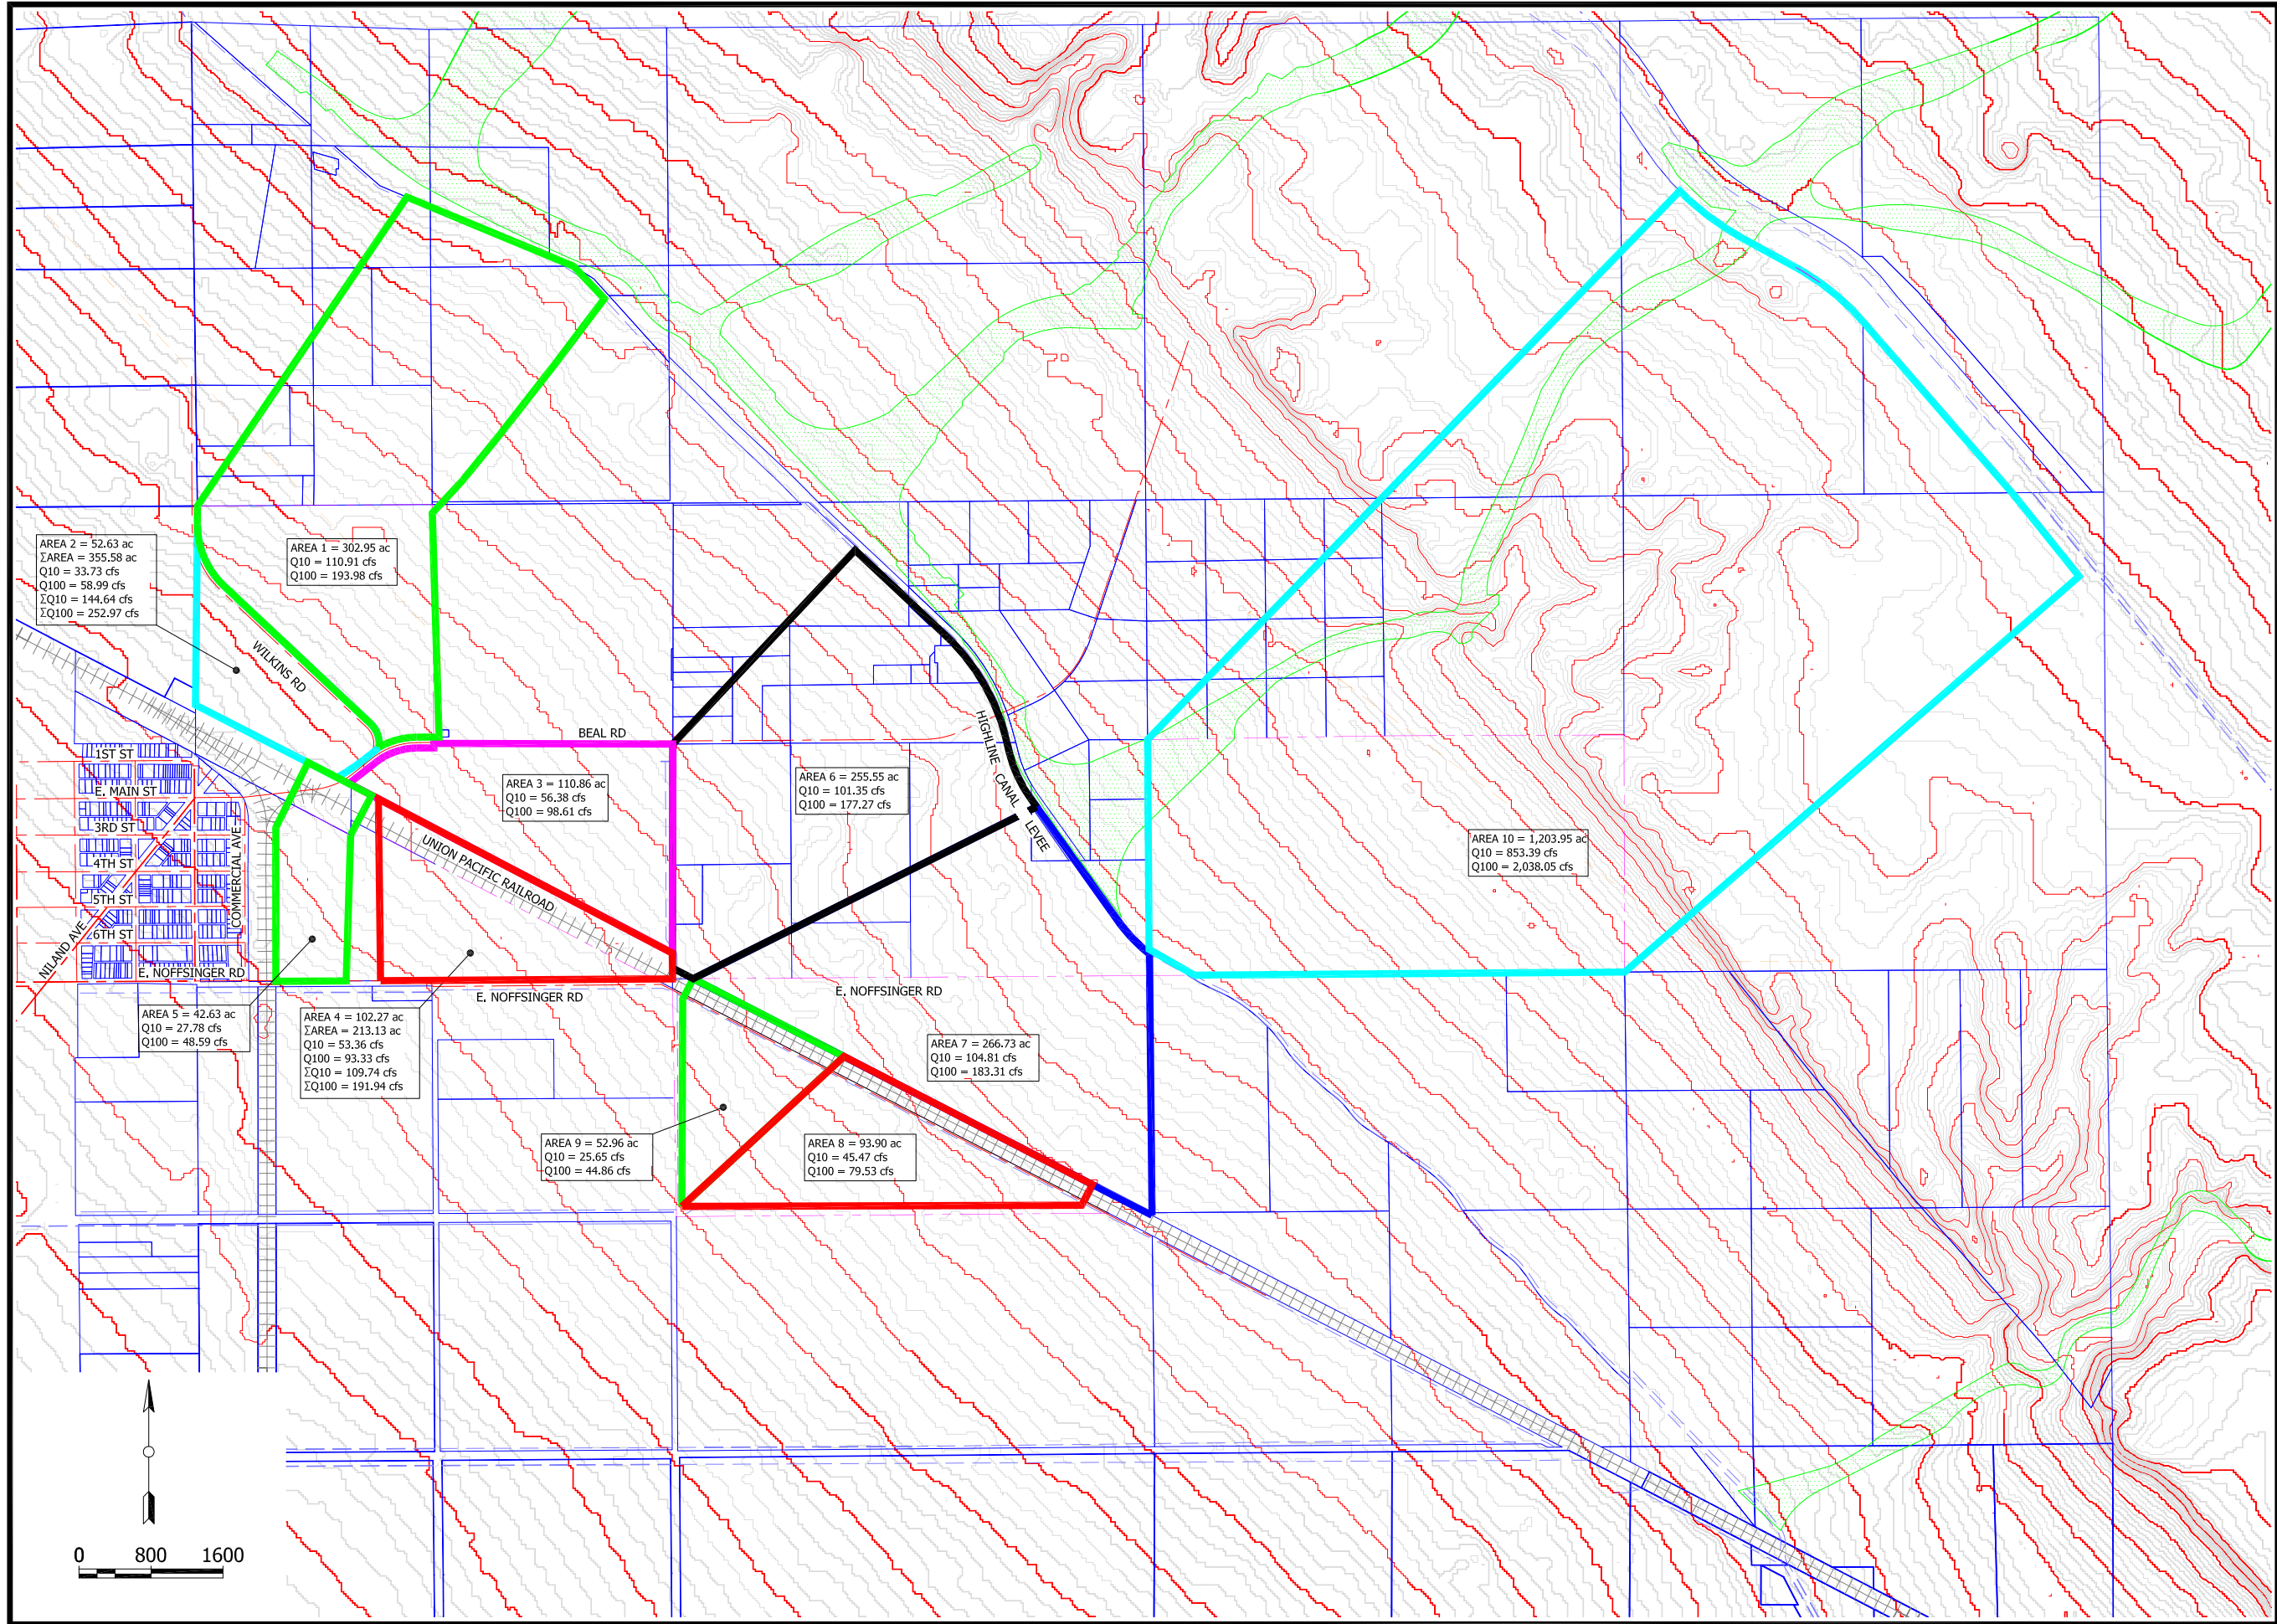 AREA 2 = 52.63 ac
ΣAREA = 355.58 ac
Q10 = 33.73 cfs
Q100 = 58.99 cfs
ΣQ10 = 144.64 cfs
ΣQ100 = 252.97 cfs
AREA 1 = 302.95 ac
Q10 = 110.91 cfs
Q100 = 193.98 cfs
WILKINS RD
BEAL RD
HIGHLINE CANAL LEVEE
AREA 3 = 110.86 ac
Q10 = 56.38 cfs
Q100 = 98.61 cfs
AREA 6 = 255.55 ac
Q10 = 101.35 cfs
Q100 = 177.27 cfs
AREA 10 = 1,203.95 ac
Q10 = 853.39 cfs
Q100 = 2,038.05 cfs
1ST ST
E. MAIN ST
3RD ST
4TH ST
5TH ST
6TH ST
E. NOFFSINGER RD
NILAND AVE
COMMERCIAL AVE
UNION PACIFIC RAILROAD
E. NOFFSINGER RD
E. NOFFSINGER RD
AREA 5 = 42.63 ac
Q10 = 27.78 cfs
Q100 = 48.59 cfs
AREA 4 = 102.27 ac
ΣAREA = 213.13 ac
Q10 = 53.36 cfs
Q100 = 93.33 cfs
ΣQ10 = 109.74 cfs
ΣQ100 = 191.94 cfs
AREA 7 = 266.73 ac
Q10 = 104.81 cfs
Q100 = 183.31 cfs
AREA 9 = 52.96 ac
Q10 = 25.65 cfs
Q100 = 44.86 cfs
AREA 8 = 93.90 ac
Q10 = 45.47 cfs
Q100 = 79.53 cfs
0 800 1600